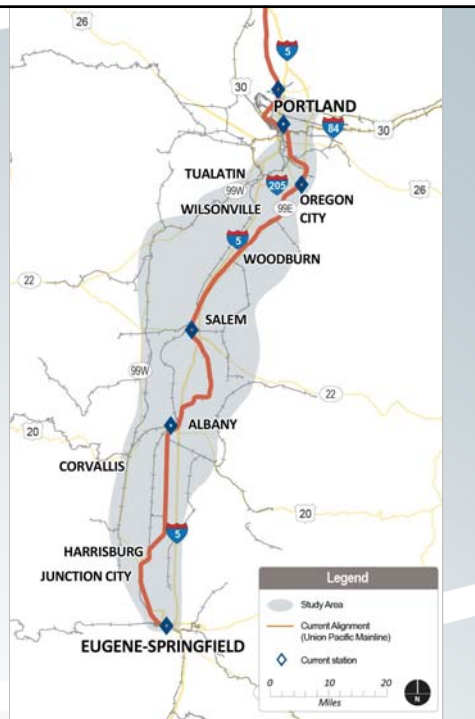 26
5
30
PORTLAND
84
30
TUALATIN
99W
205
26
WILSONVILLE
99E
OREGON
CITY
5
WOODBURN
22
SALEM
99W
22
20
ALBANY
CORVALLIS
20
HARRISBURG
5
JUNCTION CITY
EUGENE-SPRINGFIELD
Legend
Study Area
Current Alignment
(Union Pacific Mainline)
Current station
0 10 20
Miles
N